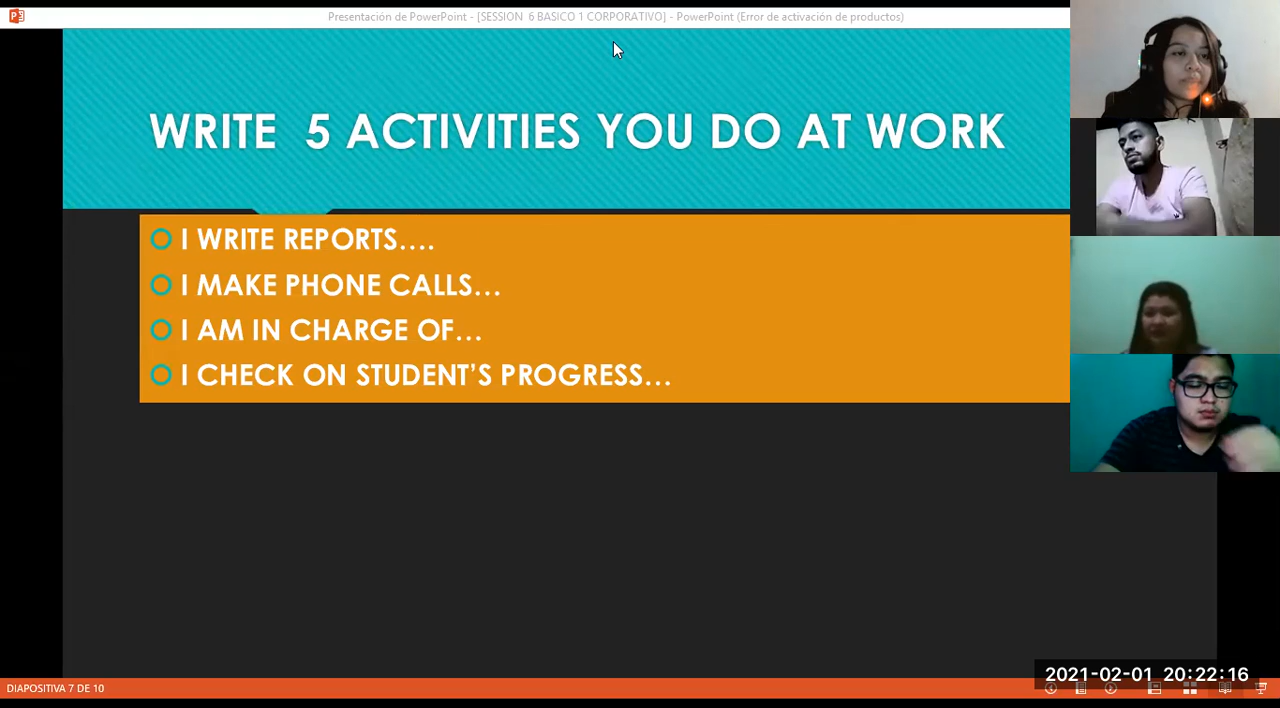 Presentación de PowerPoint - [SESSION  6 BASICO 1 CORPORATIVO] - PowerPoint (Error de activación de productos)
WRITE  5 ACTIVITIES YOU DO AT WORK
I WRITE REPORTS….
I MAKE PHONE CALLS…
I AM IN CHARGE OF…
I CHECK ON STUDENT’S PROGRESS…
2021-02-01  20:22:16
DIAPOSITIVA 7 DE 10